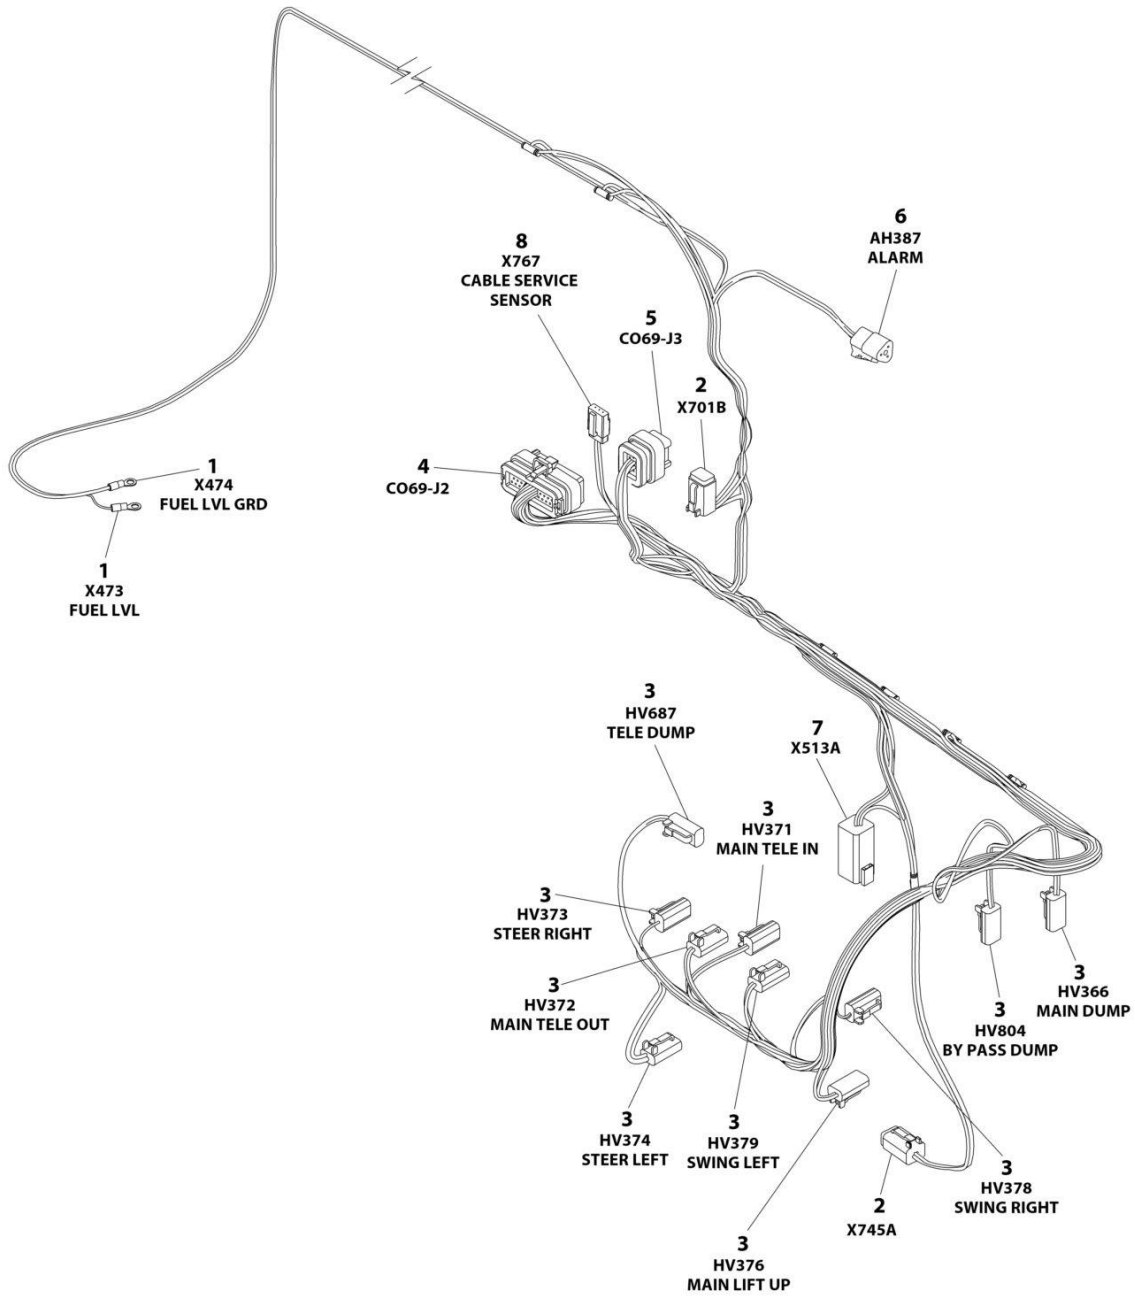 6
AH387
ALARM
8
X767
CABLE SERVICE
SENSOR
5
CO69-J3
2
X701B
4
CO69-J2
1
X474
FUEL LVL GRD
1
X473
FUEL LVL
3
HV687
TELE DUMP
7
X513A
3
HV371
MAIN TELE IN
3
HV373
STEER RIGHT
3
HV372
MAIN TELE OUT
3
HV366
MAIN DUMP
3
HV804
BY PASS DUMP
3
HV374
STEER LEFT
3
HV379
SWING LEFT
3
HV378
SWING RIGHT
2
X745A
3
HV376
MAIN LIFT UP